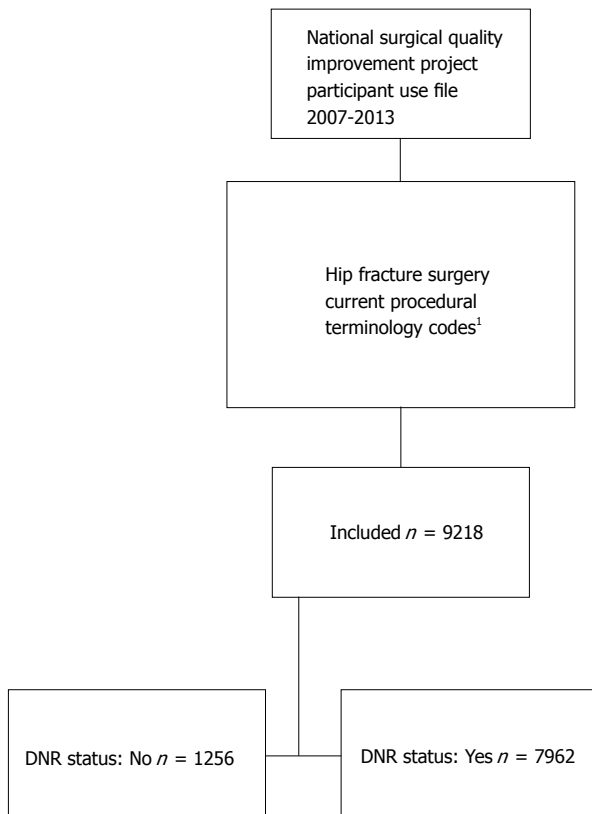 National surgical quality
improvement project
participant use file
2007-2013
Hip fracture surgery
current procedural
terminology codes¹
Included n = 9218
DNR status: No n = 1256
DNR status: Yes n = 7962